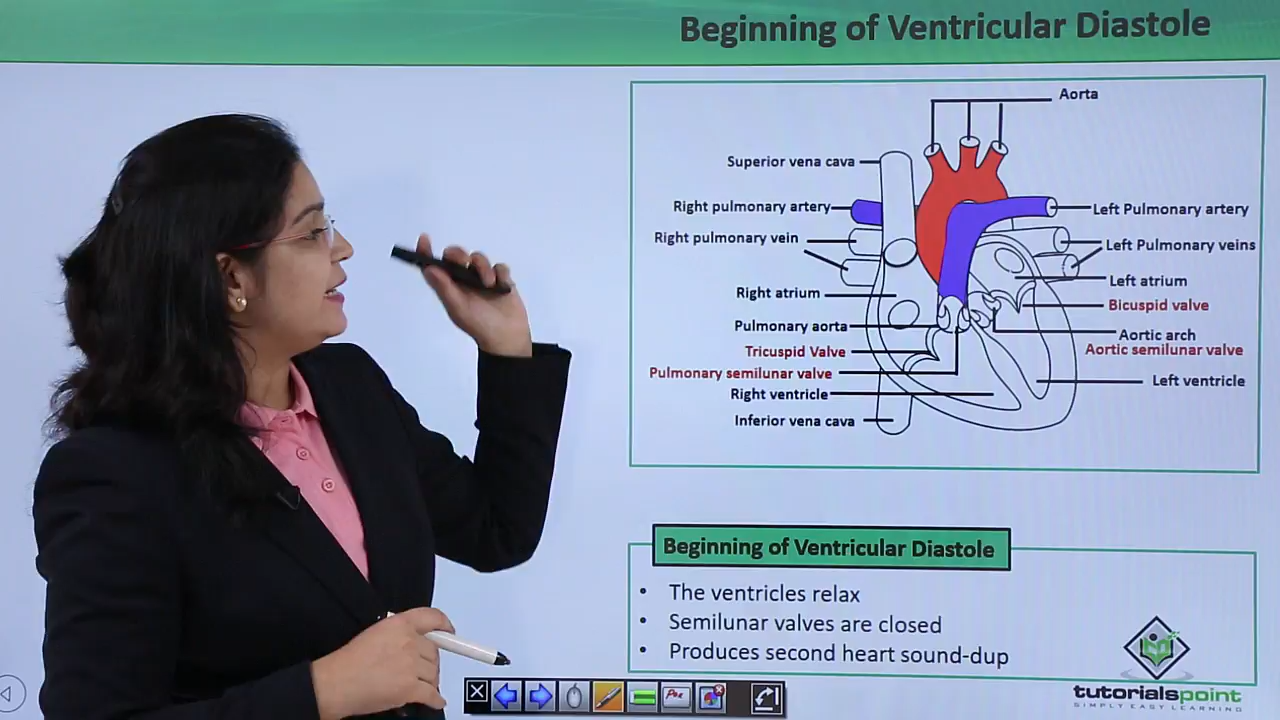 Beginning of Ventricular Diastole
Aorta
Superior vena cava
Right pulmonary artery
Left Pulmonary artery
Right pulmonary vein
Left Pulmonary veins
Left atrium
Right atrium
Bicuspid valve
Pulmonary aorta
Aortic arch
Tricuspid Valve
Aortic semilunar valve
Pulmonary semilunar valve
Left ventricle
Right ventricle
Inferior vena cava
Beginning of Ventricular Diastole
• The ventricles relax
• Semilunar valves are closed
• Produces second heart sound-dup
tutorialspoint
SIMPLY EASY LEARNING